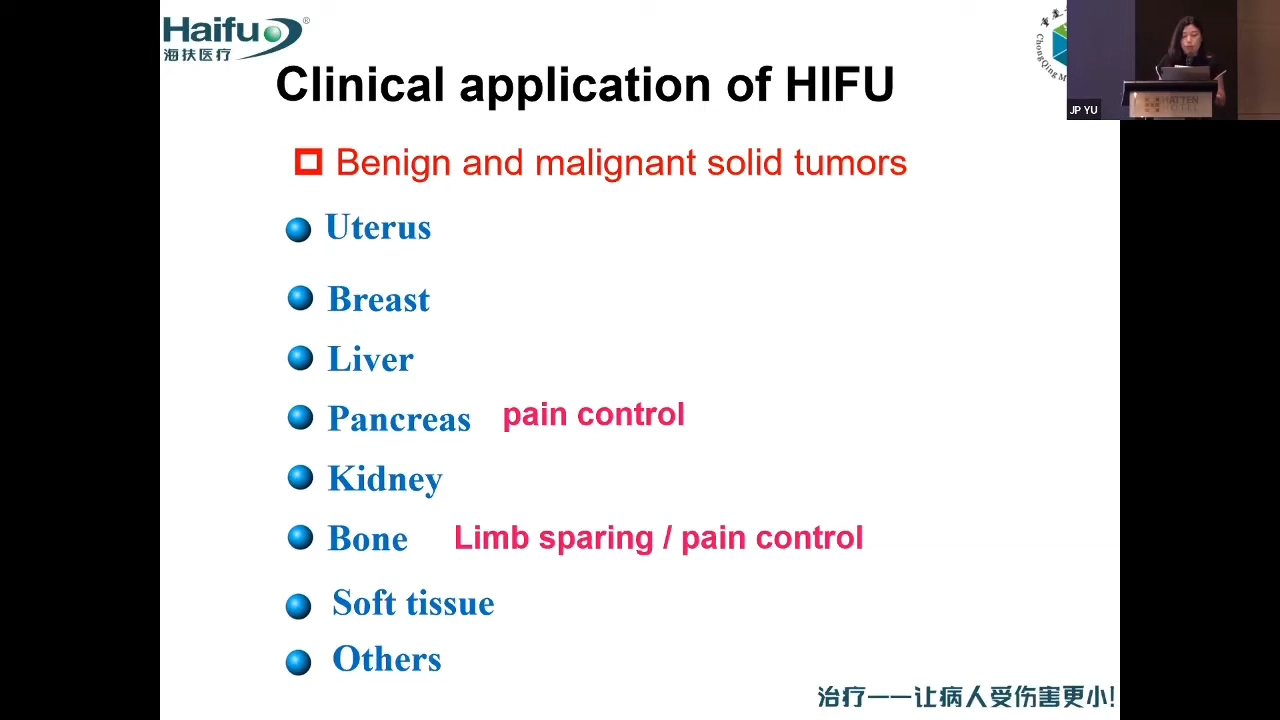 Haifu®
海扶医疗
Clinical application of HIFU
JP YU
Benign and malignant solid tumors
Uterus
Breast
Liver
Pancreas pain control
Kidney
Bone Limb sparing / pain control
Soft tissue
Others
治疗——让病人受伤害更小!